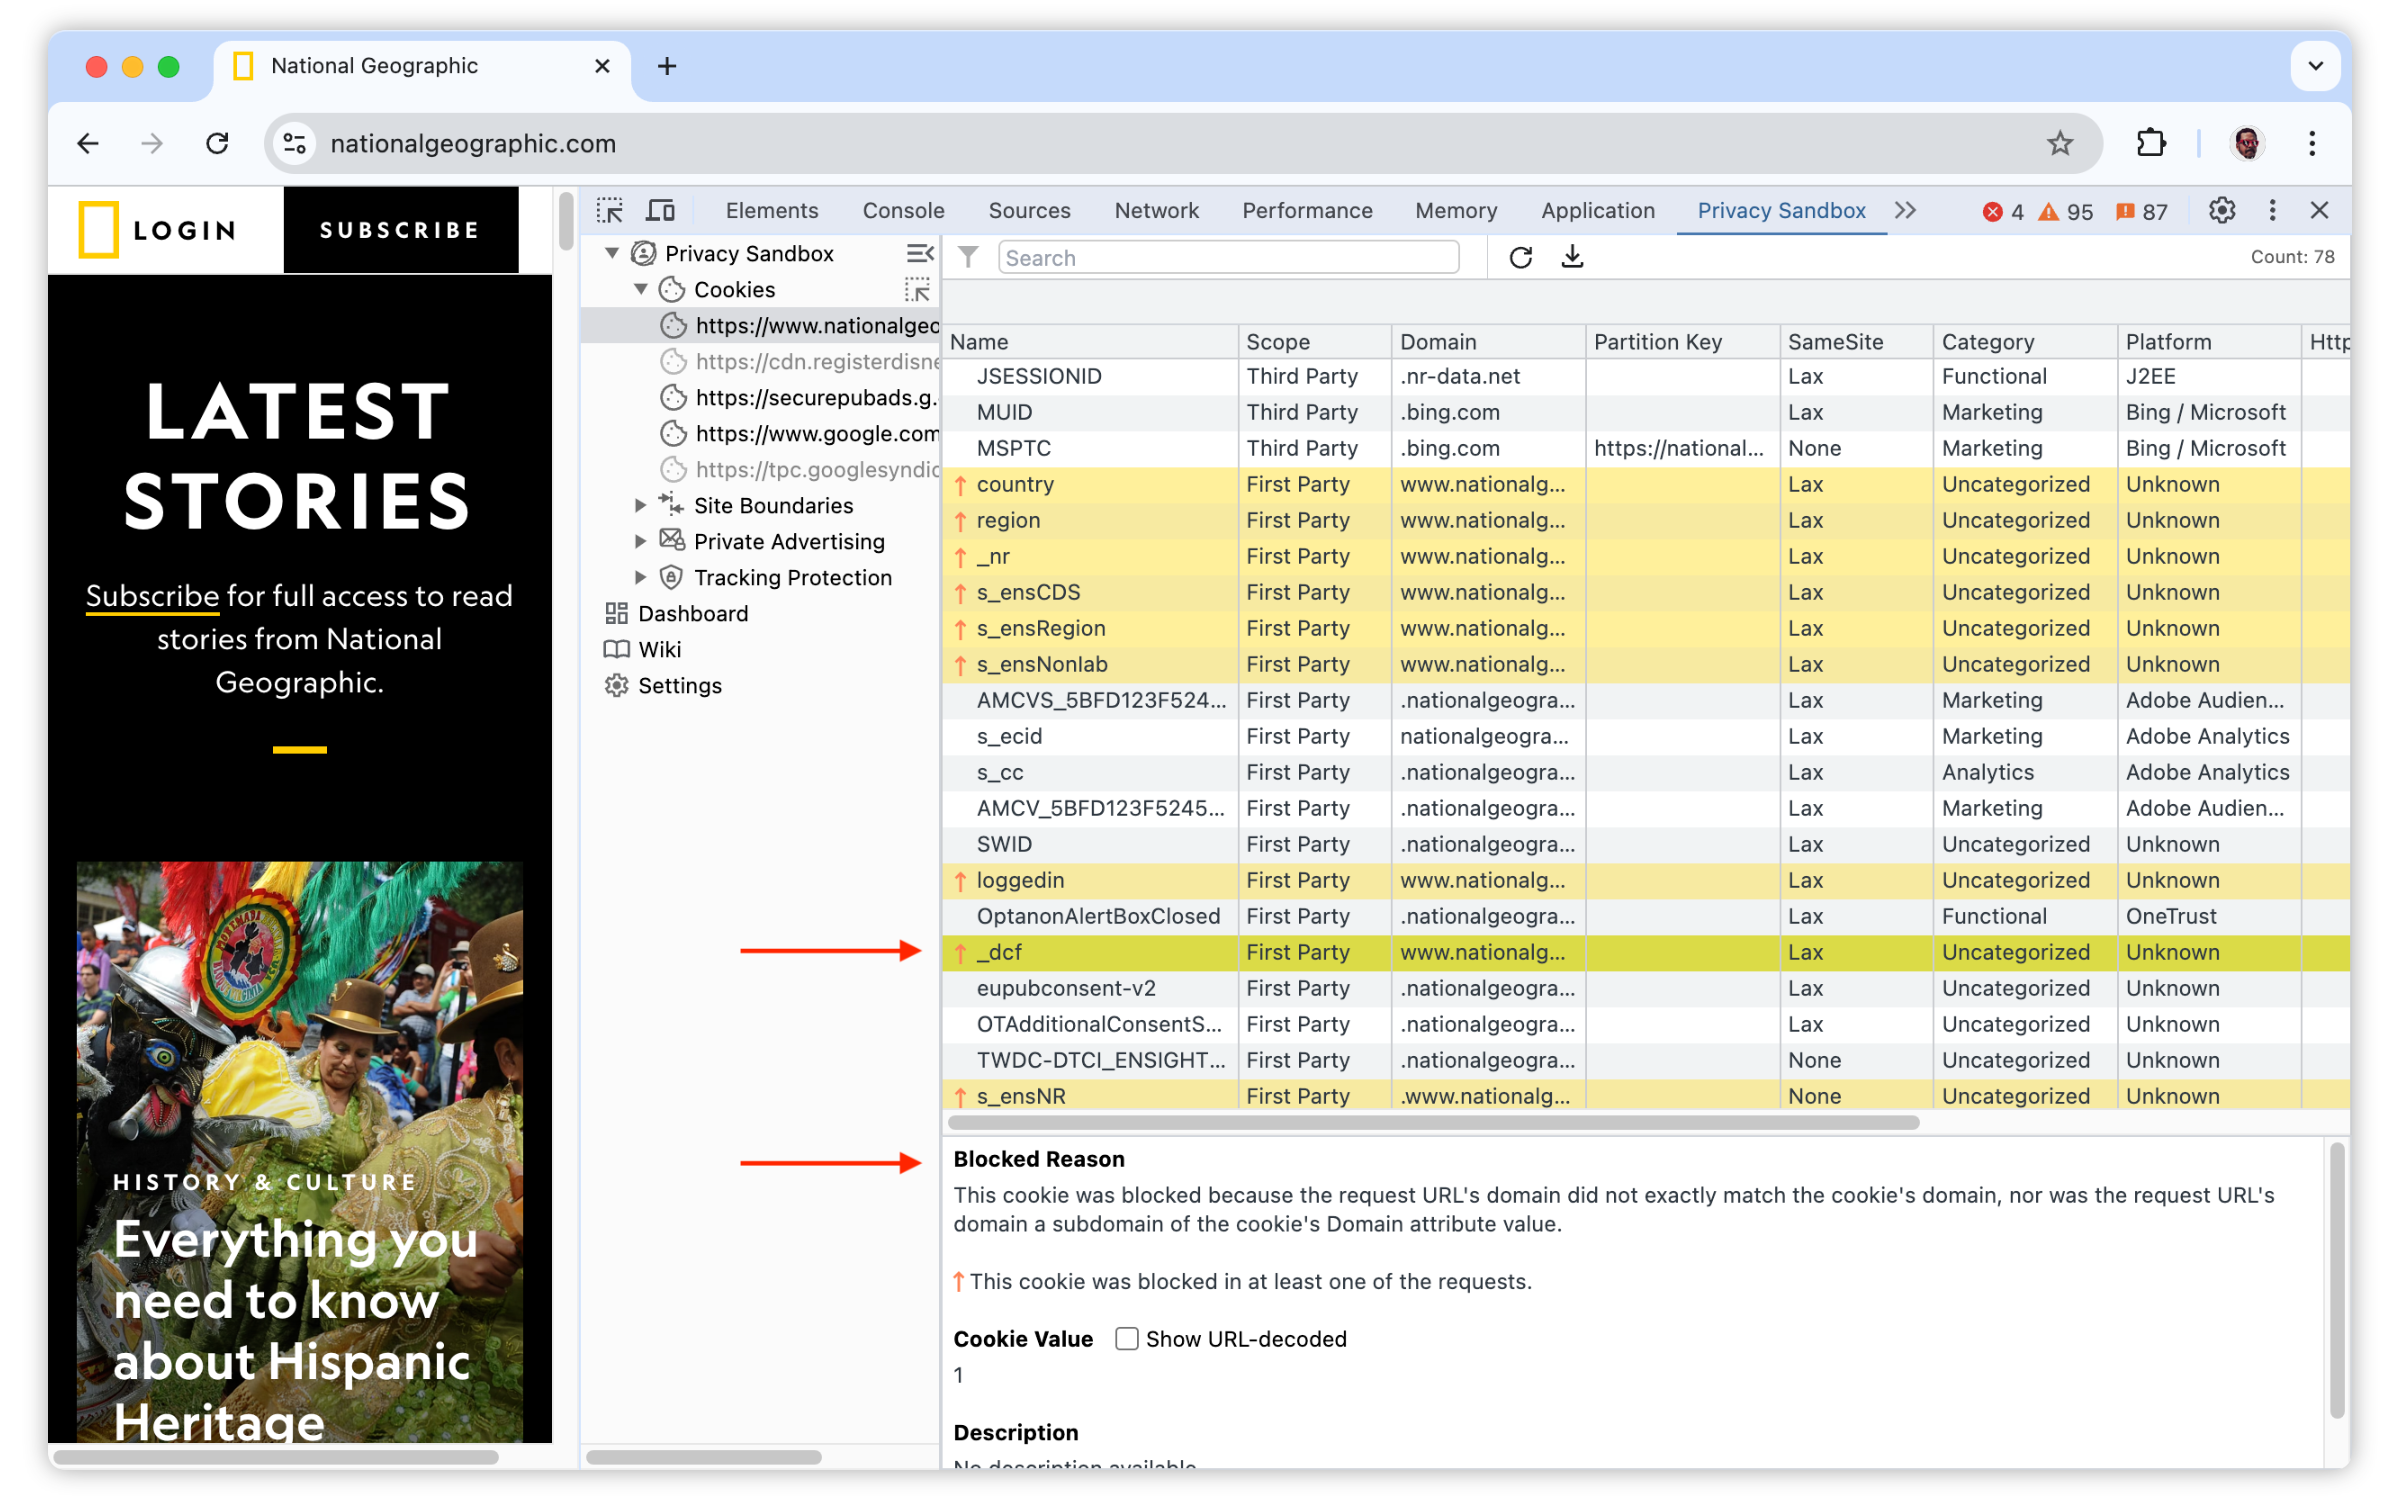 National Geographic
nationalgeographic.com
LOGIN
SUBSCRIBE
LATEST
STORIES
Subscribe for full access to read
stories from National
Geographic.
HISTORY & CULTURE
Everything you
need to know
about Hispanic
Heritage
Elements Console Sources Network Performance Memory Application Privacy Sandbox 4 95 87
Privacy Sandbox
Cookies
https://www.nationalgeo
https://cdn.registerdisne
https://securepubads.g.
https://www.google.com
https://tpc.googlesyndic
Site Boundaries
Private Advertising
Tracking Protection
Dashboard
Wiki
Settings
Search Count: 78
Name Scope Domain Partition Key SameSite Category Platform Http
JSESSIONID Third Party .nr-data.net Lax Functional J2EE
MUID Third Party .bing.com Lax Marketing Bing / Microsoft
MSPTC Third Party .bing.com https://national... None Marketing Bing / Microsoft
↑ country First Party www.nationalg... Lax Uncategorized Unknown
↑ region First Party www.nationalg... Lax Uncategorized Unknown
↑ _nr First Party www.nationalg... Lax Uncategorized Unknown
↑ s_ensCDS First Party www.nationalg... Lax Uncategorized Unknown
↑ s_ensRegion First Party www.nationalg... Lax Uncategorized Unknown
↑ s_ensNonlab First Party www.nationalg... Lax Uncategorized Unknown
AMCVS_5BFD123F524... First Party .nationalgeogra... Lax Marketing Adobe Audien...
s_ecid First Party nationalgeogra... Lax Marketing Adobe Analytics
s_cc First Party .nationalgeogra... Lax Analytics Adobe Analytics
AMCV_5BFD123F5245... First Party .nationalgeogra... Lax Marketing Adobe Audien...
SWID First Party .nationalgeogra... Lax Uncategorized Unknown
↑ loggedin First Party www.nationalg... Lax Uncategorized Unknown
OptanonAlertBoxClosed First Party .nationalgeogra... Lax Functional OneTrust
↑ _dcf First Party www.nationalg... Lax Uncategorized Unknown
eupubconsent-v2 First Party .nationalgeogra... Lax Uncategorized Unknown
OTAdditionalConsentS... First Party .nationalgeogra... Lax Uncategorized Unknown
TWDC-DTCI_ENSIGHT... First Party .nationalgeogra... None Uncategorized Unknown
↑ s_ensNR First Party .www.nationalg... None Uncategorized Unknown
Blocked Reason
This cookie was blocked because the request URL's domain did not exactly match the cookie's domain, nor was the request URL's
domain a subdomain of the cookie's Domain attribute value.
↑ This cookie was blocked in at least one of the requests.
Cookie Value Show URL-decoded
1
Description
No description available